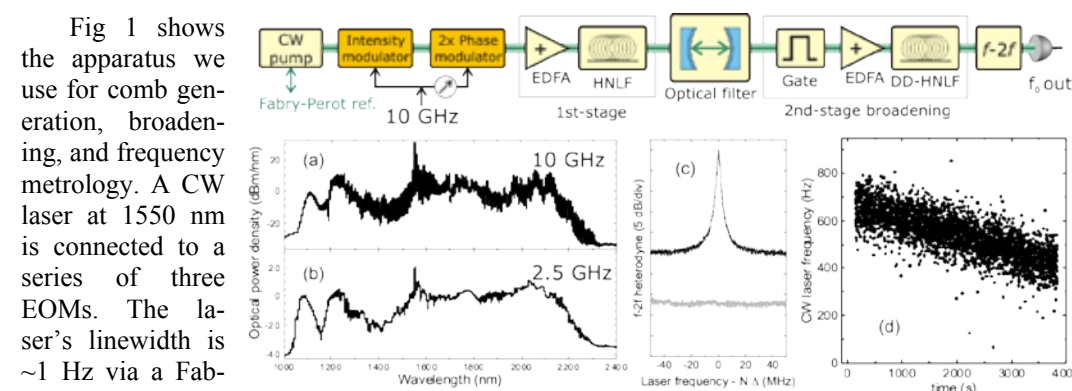 Fig 1 shows
the apparatus we
use for comb gen-
eration, broaden-
ing, and frequency
metrology. A CW
laser at 1550 nm
is connected to a
series of three
EOMs. The la-
ser's linewidth is
~1 Hz via a Fab-
CW pump
Intensity modulator
2x Phase modulator
Fabry-Perot ref.
10 GHz
EDFA
HNLF
1st-stage
Optical filter
Gate
EDFA
DD-HNLF
2nd-stage broadening
f-2f
f₀ out
(a)
10 GHz
20
0
-20
(b)
2.5 GHz
0
-20
-40
Optical power density (dBm/nm)
1000 1200 1400 1600 1800 2000 2200 2400
Wavelength (nm)
(c)
f-2f heterodyne (5 dB/div)
-40 -20 0 20 40
Laser frequency - N Δ (MHz)
(d)
CW laser frequency (Hz)
800
600
400
200
0
0 1000 2000 3000 400
time (s)